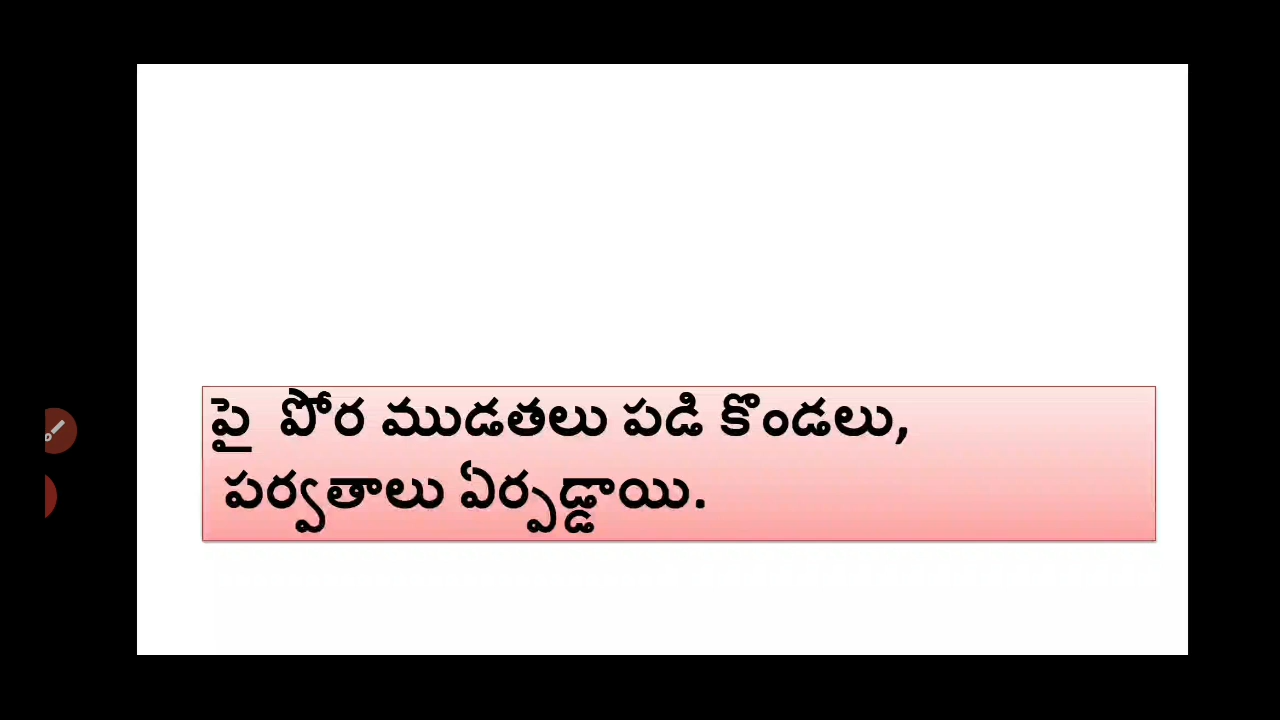 పై పోర ముడతలు పడి కొండలు,
పర్వతాలు ఏర్పడ్డాయి.